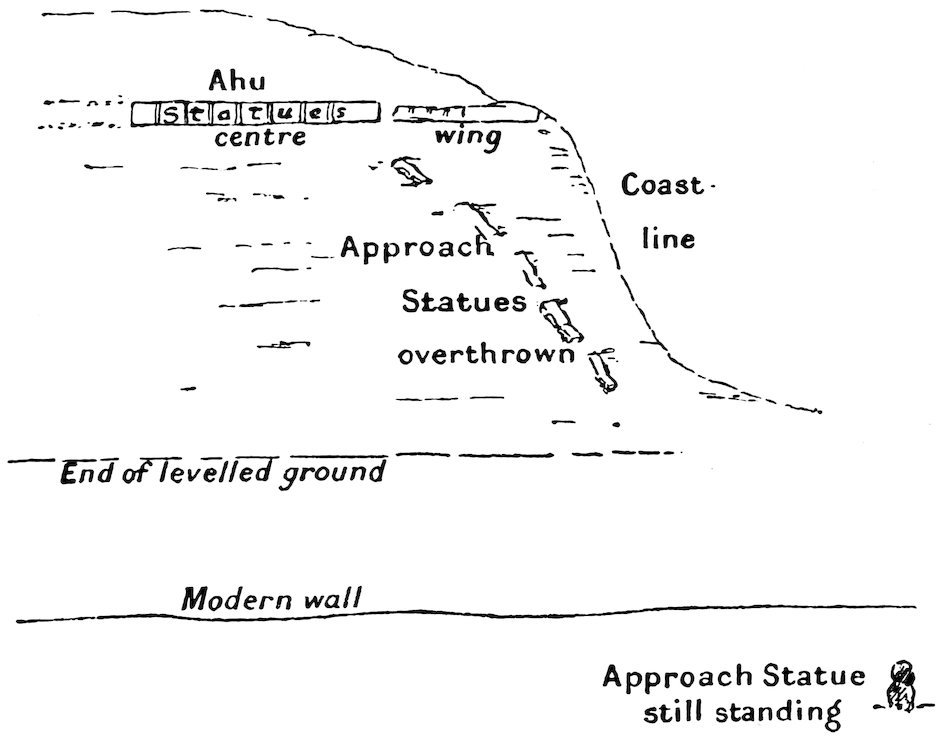 Ahu
Statues
centre
wing
Coast-
line
Approach
Statues
overthrown
End of levelled ground
Modern wall
Approach Statue
still standing